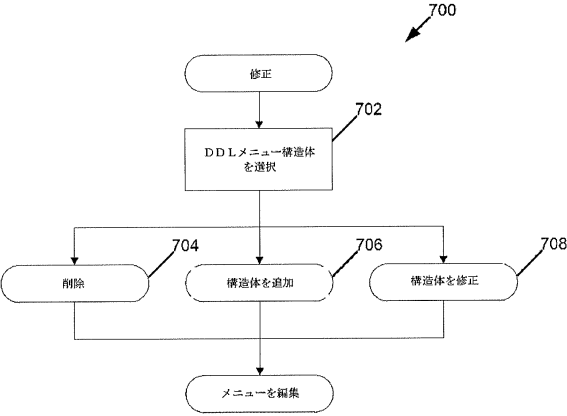 700
修正
702
ＤＤＬメニュー構造体
を選択
704
706
708
削除
構造体を追加
構造体を修正
メニューを編集